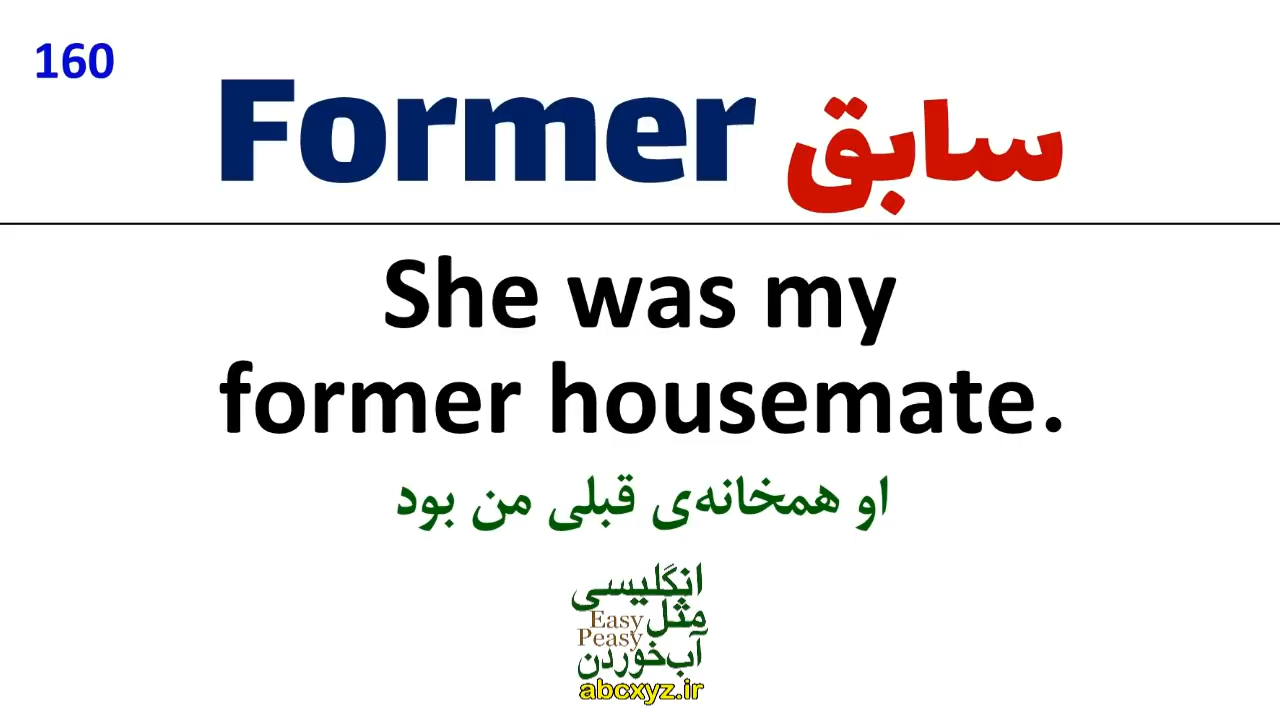 160
Former سابق
She was my
former housemate.
او همخانه‌ی قبلی من بود
انگلیسی
مثل Easy
Peasy
آب‌خوردن
abcxyz.ir